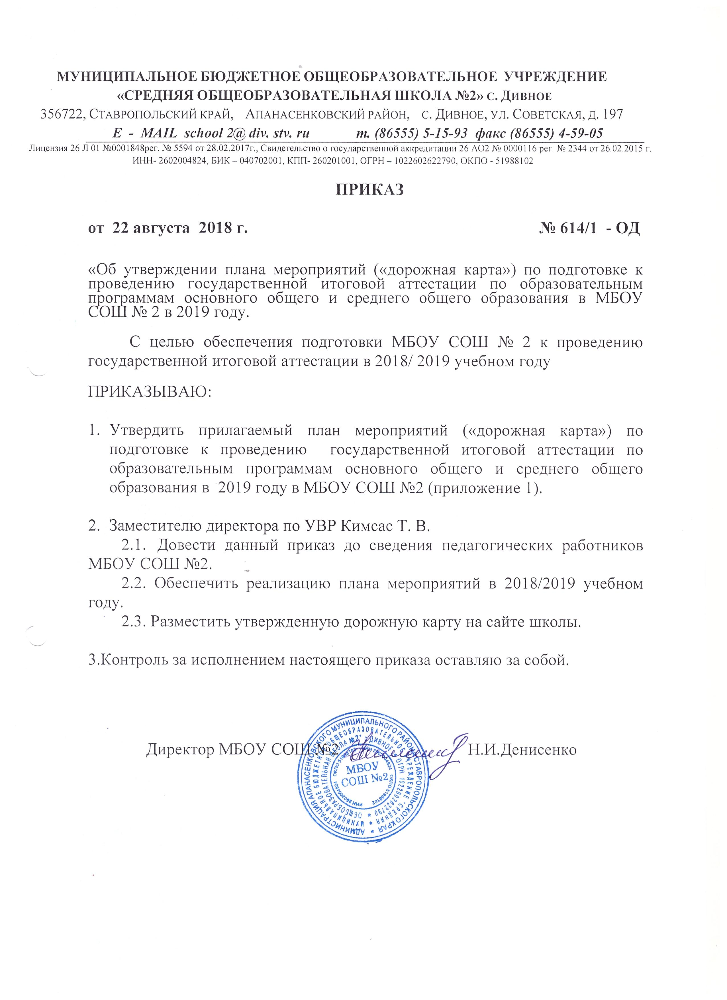 МУНИЦИПАЛЬНОЕ БЮДЖЕТНОЕ ОБЩЕОБРАЗОВАТЕЛЬНОЕ УЧРЕЖДЕНИЕ
«СРЕДНЯЯ ОБЩЕОБРАЗОВАТЕЛЬНАЯ ШКОЛА №2» С. ДИВНОЕ
356722, СТАВРОПОЛЬСКИЙ КРАЙ, АПАНАСЕНКОВСКИЙ РАЙОН, С. ДИВНОЕ, УЛ. СОВЕТСКАЯ, Д. 197
E - MAIL school 2@ div. stv. ru т. (86555) 5-15-93 факс (86555) 4-59-05
Лицензия 26 Л 01 №0001848рег. № 5594 от 28.02.2017г., Свидетельство о государственной аккредитации 26 АО2 № 0000116 рег. № 2344 от 26.02.2015 г.
ИНН- 2602004824, БИК – 040702001, КПП- 260201001, ОГРН – 1022602622790, ОКПО - 51988102
ПРИКАЗ
от 22 августа 2018 г. № 614/1 - ОД
«Об утверждении плана мероприятий («дорожная карта») по подготовке к
проведению государственной итоговой аттестации по образовательным
программам основного общего и среднего общего образования в МБОУ
СОШ № 2 в 2019 году.
С целью обеспечения подготовки МБОУ СОШ № 2 к проведению
государственной итоговой аттестации в 2018/ 2019 учебном году
ПРИКАЗЫВАЮ:
1. Утвердить прилагаемый план мероприятий («дорожная карта») по
подготовке к проведению государственной итоговой аттестации по
образовательным программам основного общего и среднего общего
образования в 2019 году в МБОУ СОШ №2 (приложение 1).
2. Заместителю директора по УВР Кимсас Т. В.
2.1. Довести данный приказ до сведения педагогических работников
МБОУ СОШ №2.
2.2. Обеспечить реализацию плана мероприятий в 2018/2019 учебном
году.
2.3. Разместить утвержденную дорожную карту на сайте школы.
3.Контроль за исполнением настоящего приказа оставляю за собой.
Директор МБОУ СОШ №2 Н.И.Денисенко
АДМИНИСТРАЦИЯ АПАНАСЕНКОВСКОГО МУНИЦИПАЛЬНОГО РАЙОНА СТАВРОПОЛЬСКОГО КРАЯ *
МУНИЦИПАЛЬНОЕ БЮДЖЕТНОЕ ОБЩЕОБРАЗОВАТЕЛЬНОЕ УЧРЕЖДЕНИЕ "СРЕДНЯЯ *
ОБЩЕОБРАЗОВАТЕЛЬНАЯ ШКОЛА №2" с.ДИВНОЕ * ОГРН 1022602622790 *
ИНН 2602004824 ОКПО 51988102 ИНН 2602004824 ОКПО 51988102
МБОУ
СОШ №2